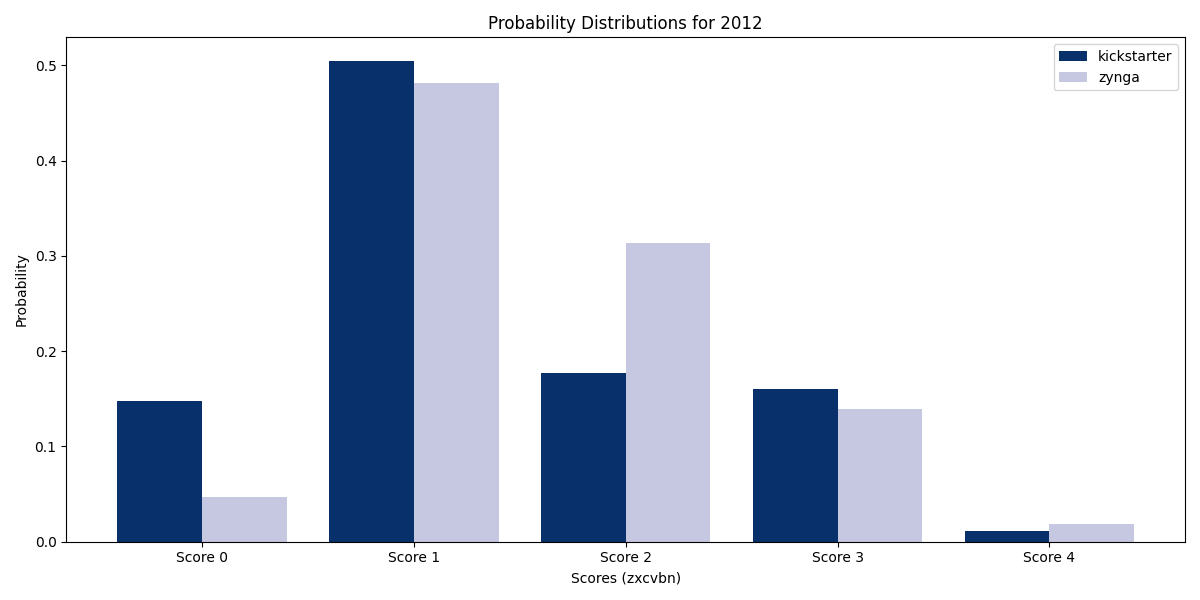 Probability Distributions for 2012
kickstarter
zynga
Probability
0.5
0.4
0.3
0.2
0.1
0.0
Score 0
Score 1
Score 2
Score 3
Score 4
Scores (zxcvbn)